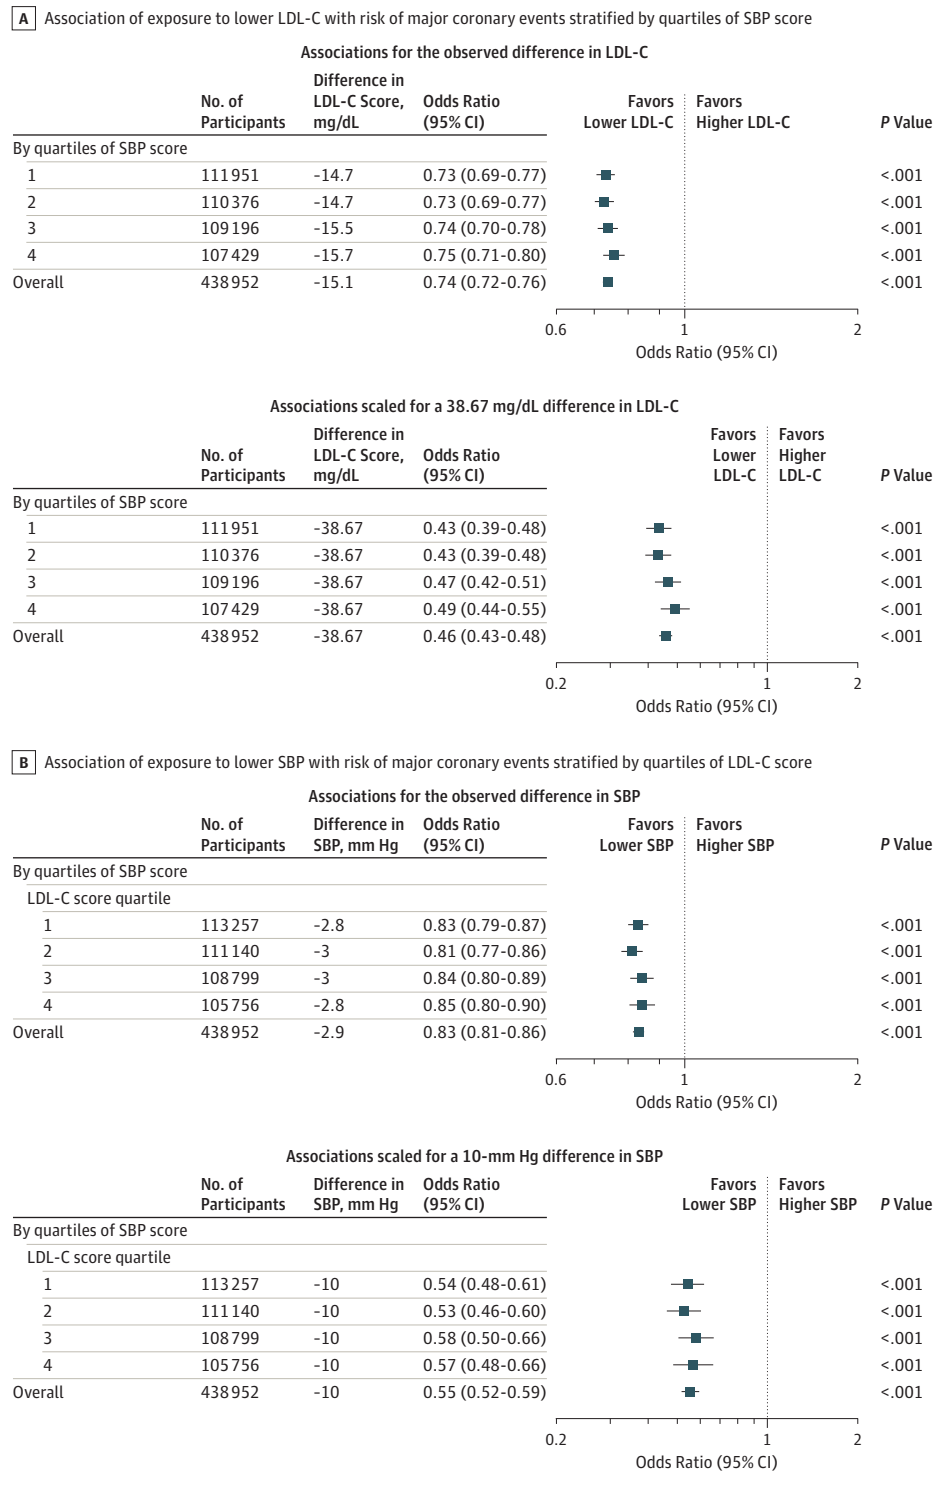 A Association of exposure to lower LDL-C with risk of major coronary events stratified by quartiles of SBP score
Associations for the observed difference in LDL-C
No. of Participants Difference in LDL-C Score, mg/dL Odds Ratio (95% CI) Favors Lower LDL-C Favors Higher LDL-C P Value
By quartiles of SBP score
1 111951 -14.7 0.73 (0.69-0.77) <.001
2 110376 -14.7 0.73 (0.69-0.77) <.001
3 109196 -15.5 0.74 (0.70-0.78) <.001
4 107429 -15.7 0.75 (0.71-0.80) <.001
Overall 438952 -15.1 0.74 (0.72-0.76) <.001
0.6 1 2
Odds Ratio (95% CI)
Associations scaled for a 38.67 mg/dL difference in LDL-C
No. of Participants Difference in LDL-C Score, mg/dL Odds Ratio (95% CI) Favors Lower LDL-C Favors Higher LDL-C P Value
By quartiles of SBP score
1 111951 -38.67 0.43 (0.39-0.48) <.001
2 110376 -38.67 0.43 (0.39-0.48) <.001
3 109196 -38.67 0.47 (0.42-0.51) <.001
4 107429 -38.67 0.49 (0.44-0.55) <.001
Overall 438952 -38.67 0.46 (0.43-0.48) <.001
0.2 1 2
Odds Ratio (95% CI)
B Association of exposure to lower SBP with risk of major coronary events stratified by quartiles of LDL-C score
Associations for the observed difference in SBP
No. of Participants Difference in SBP, mm Hg Odds Ratio (95% CI) Favors Lower SBP Favors Higher SBP P Value
By quartiles of SBP score
LDL-C score quartile
1 113257 -2.8 0.83 (0.79-0.87) <.001
2 111140 -3 0.81 (0.77-0.86) <.001
3 108799 -3 0.84 (0.80-0.89) <.001
4 105756 -2.8 0.85 (0.80-0.90) <.001
Overall 438952 -2.9 0.83 (0.81-0.86) <.001
0.6 1 2
Odds Ratio (95% CI)
Associations scaled for a 10-mm Hg difference in SBP
No. of Participants Difference in SBP, mm Hg Odds Ratio (95% CI) Favors Lower SBP Favors Higher SBP P Value
By quartiles of SBP score
LDL-C score quartile
1 113257 -10 0.54 (0.48-0.61) <.001
2 111140 -10 0.53 (0.46-0.60) <.001
3 108799 -10 0.58 (0.50-0.66) <.001
4 105756 -10 0.57 (0.48-0.66) <.001
Overall 438952 -10 0.55 (0.52-0.59) <.001
0.2 1 2
Odds Ratio (95% CI)